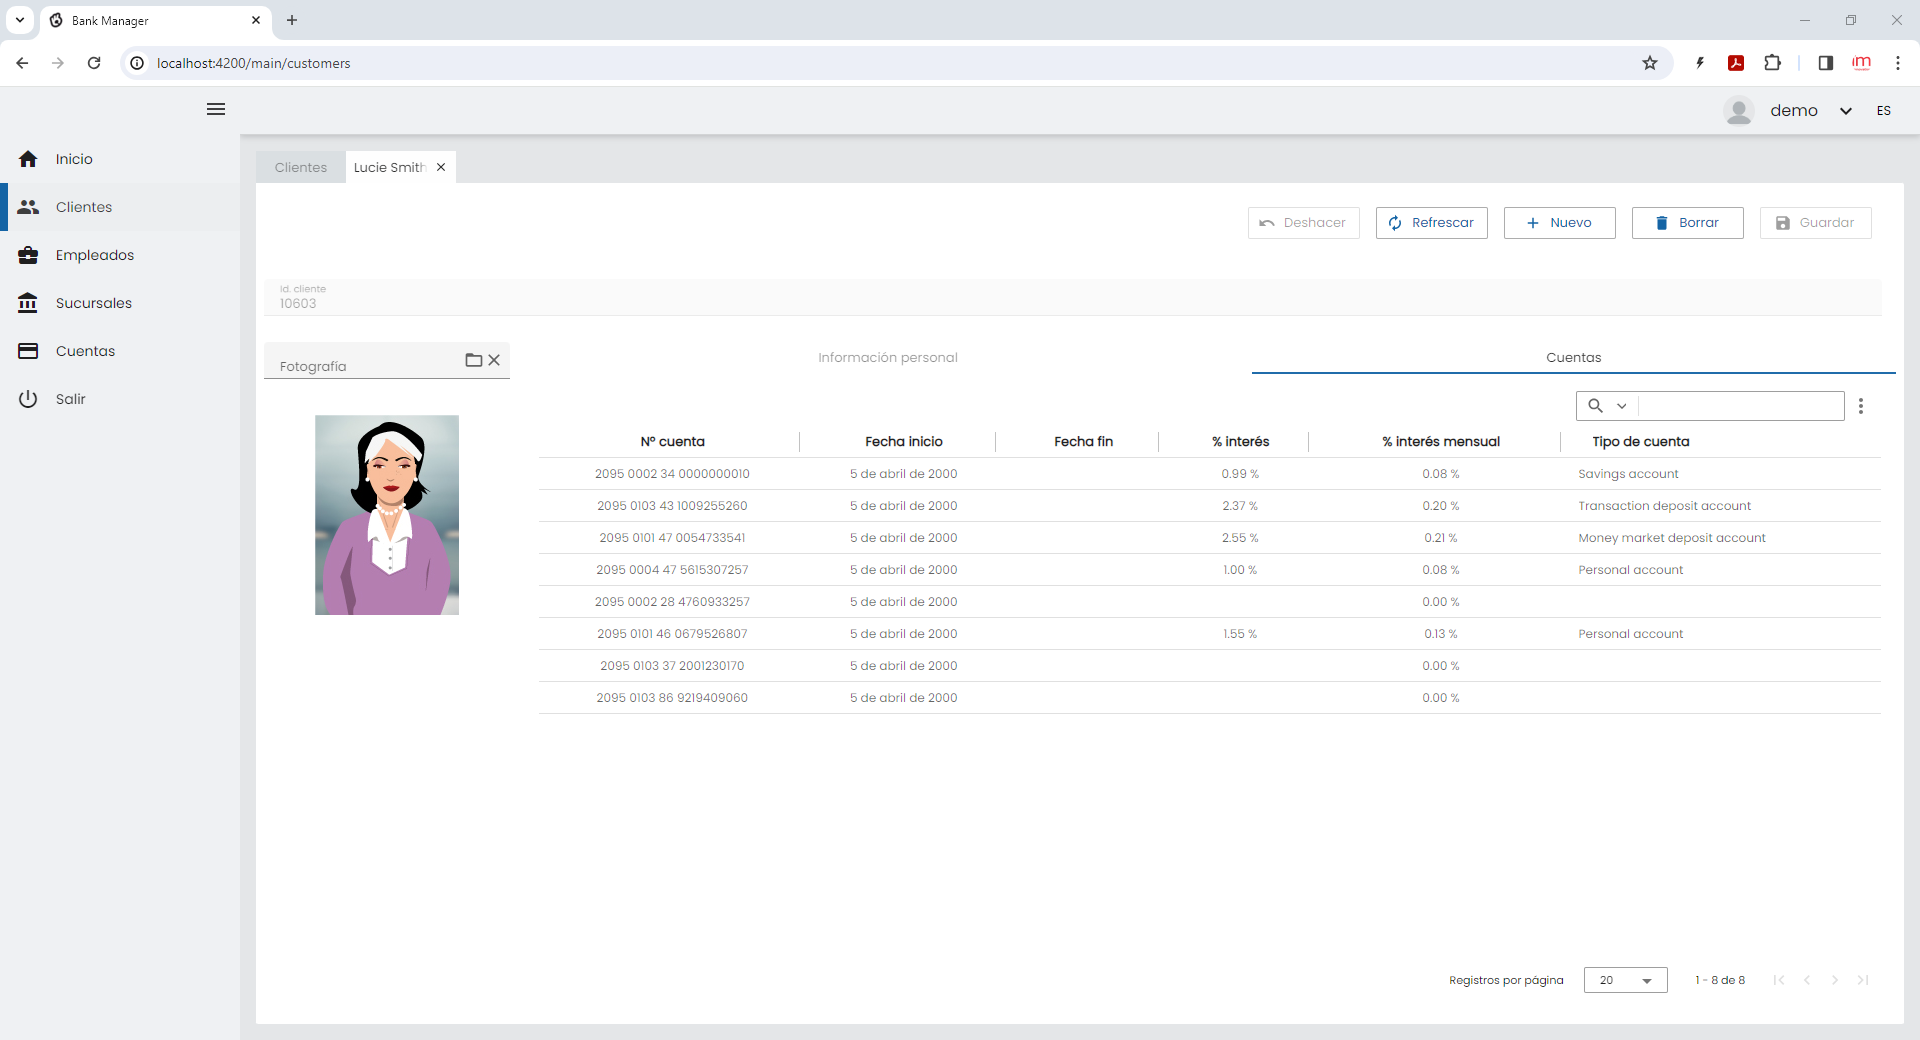 Bank Manager
localhost:4200/main/customers
demo
ES
Inicio
Clientes
Empleados
Sucursales
Cuentas
Salir
Clientes
Lucie Smith
Deshacer
Refrescar
Nuevo
Borrar
Guardar
Id. cliente
10603
Fotografía
Información personal
Cuentas
Nº cuenta Fecha inicio Fecha fin % interés % interés mensual Tipo de cuenta
2095 0002 34 0000000010 5 de abril de 2000 0.99 % 0.08 % Savings account
2095 0103 43 1009255260 5 de abril de 2000 2.37 % 0.20 % Transaction deposit account
2095 0101 47 0054733541 5 de abril de 2000 2.55 % 0.21 % Money market deposit account
2095 0004 47 5615307257 5 de abril de 2000 1.00 % 0.08 % Personal account
2095 0002 28 4760933257 5 de abril de 2000 0.00 %
2095 0101 46 0679526807 5 de abril de 2000 1.55 % 0.13 % Personal account
2095 0103 37 2001230170 5 de abril de 2000 0.00 %
2095 0103 86 9219409060 5 de abril de 2000 0.00 %
Registros por página 20 1 - 8 de 8